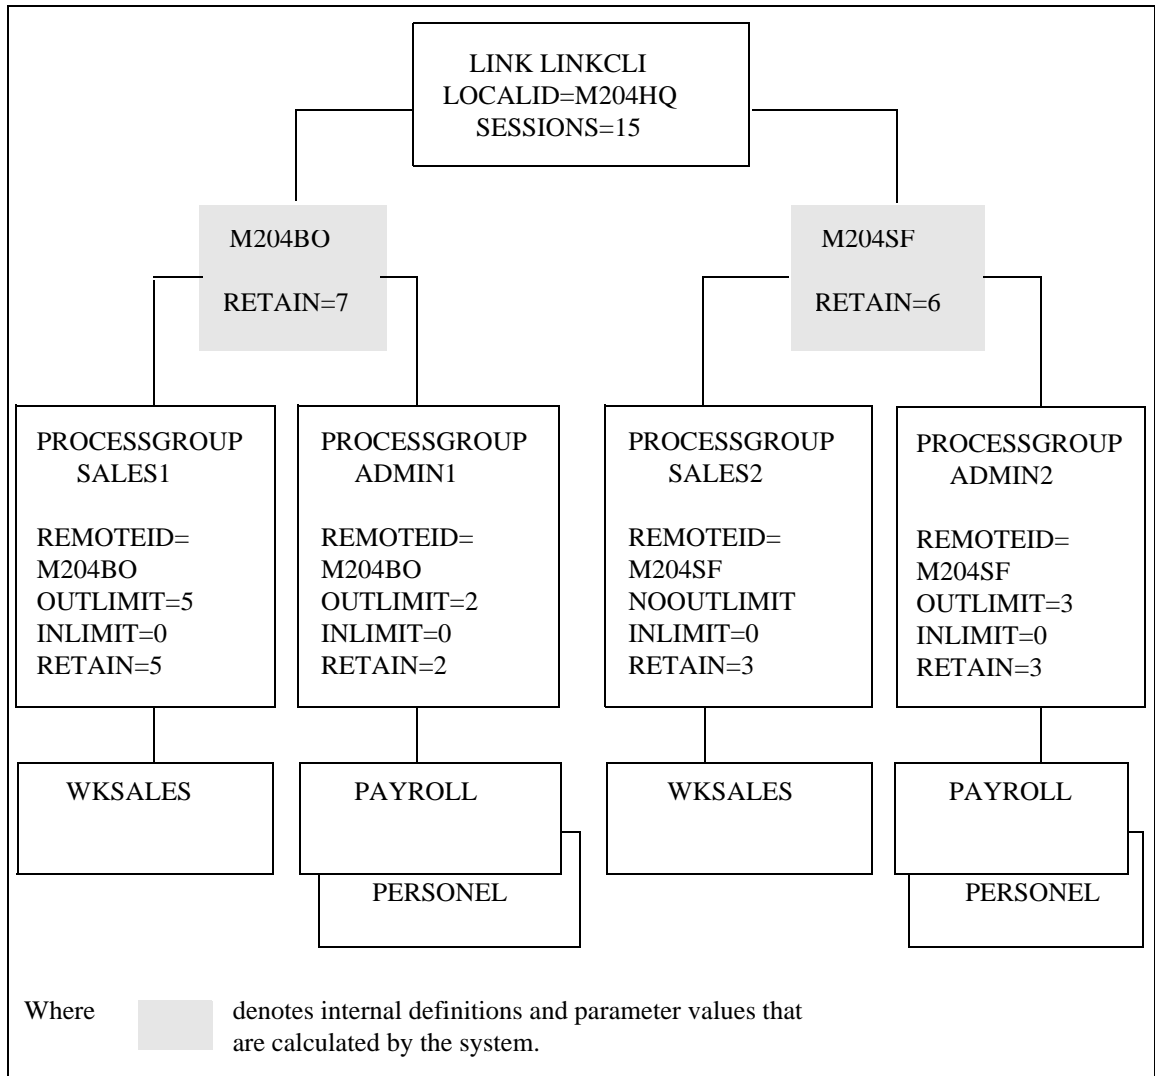 LINK LINKCLI
LOCALID=M204HQ
SESSIONS=15
M204BO
RETAIN=7
M204SF
RETAIN=6
PROCESSGROUP
SALES1
REMOTEID=
M204BO
OUTLIMIT=5
INLIMIT=0
RETAIN=5
PROCESSGROUP
ADMIN1
REMOTEID=
M204BO
OUTLIMIT=2
INLIMIT=0
RETAIN=2
PROCESSGROUP
SALES2
REMOTEID=
M204SF
NOOUTLIMIT
INLIMIT=0
RETAIN=3
PROCESSGROUP
ADMIN2
REMOTEID=
M204SF
OUTLIMIT=3
INLIMIT=0
RETAIN=3
WKSALES
PAYROLL
PERSONEL
WKSALES
PAYROLL
PERSONEL
Where denotes internal definitions and parameter values that
are calculated by the system.